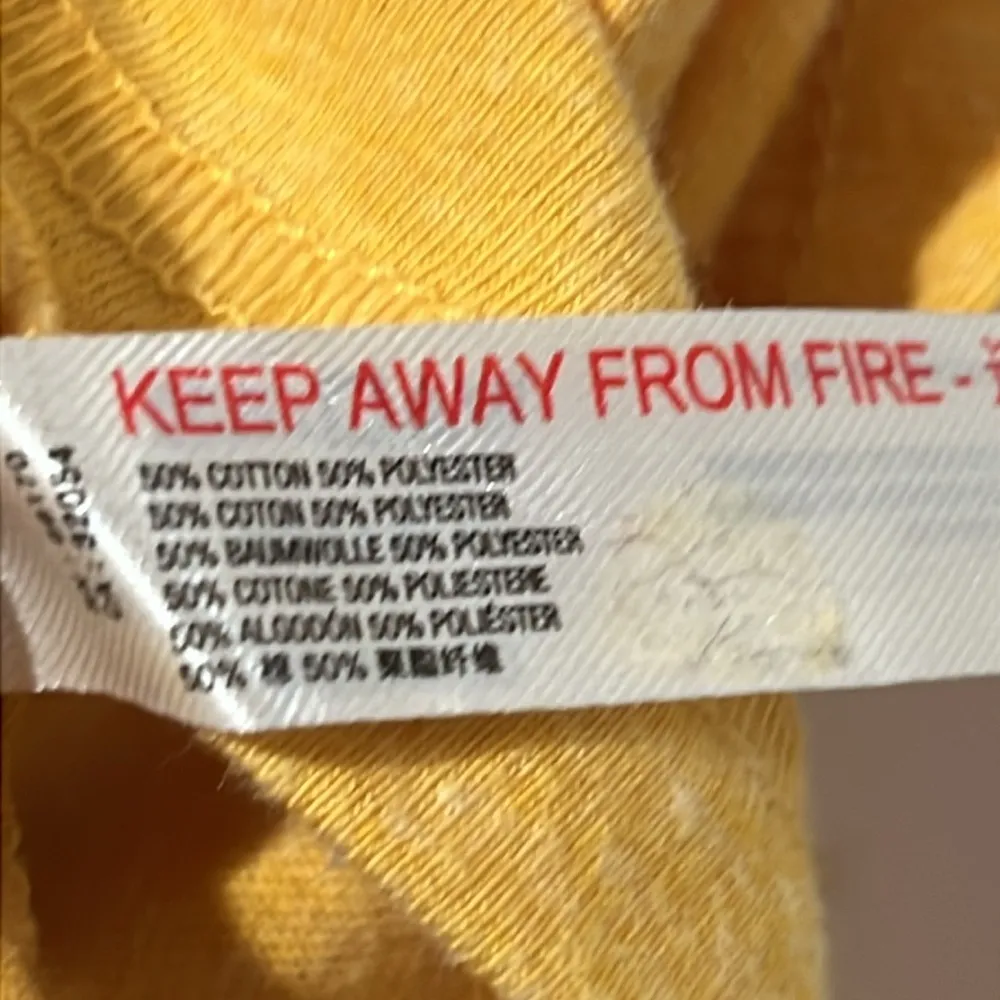 KEEP AWAY FROM FIRE -
50% COTTON 50% POLYESTER
50% COTON 50% POLYESTER
50% BAUMWOLLE 50% POLYESTER
50% COTONE 50% POLIESTERE
50% ALGODÓN 50% POLIÉSTER
50% 棉 50% 聚酯纤维